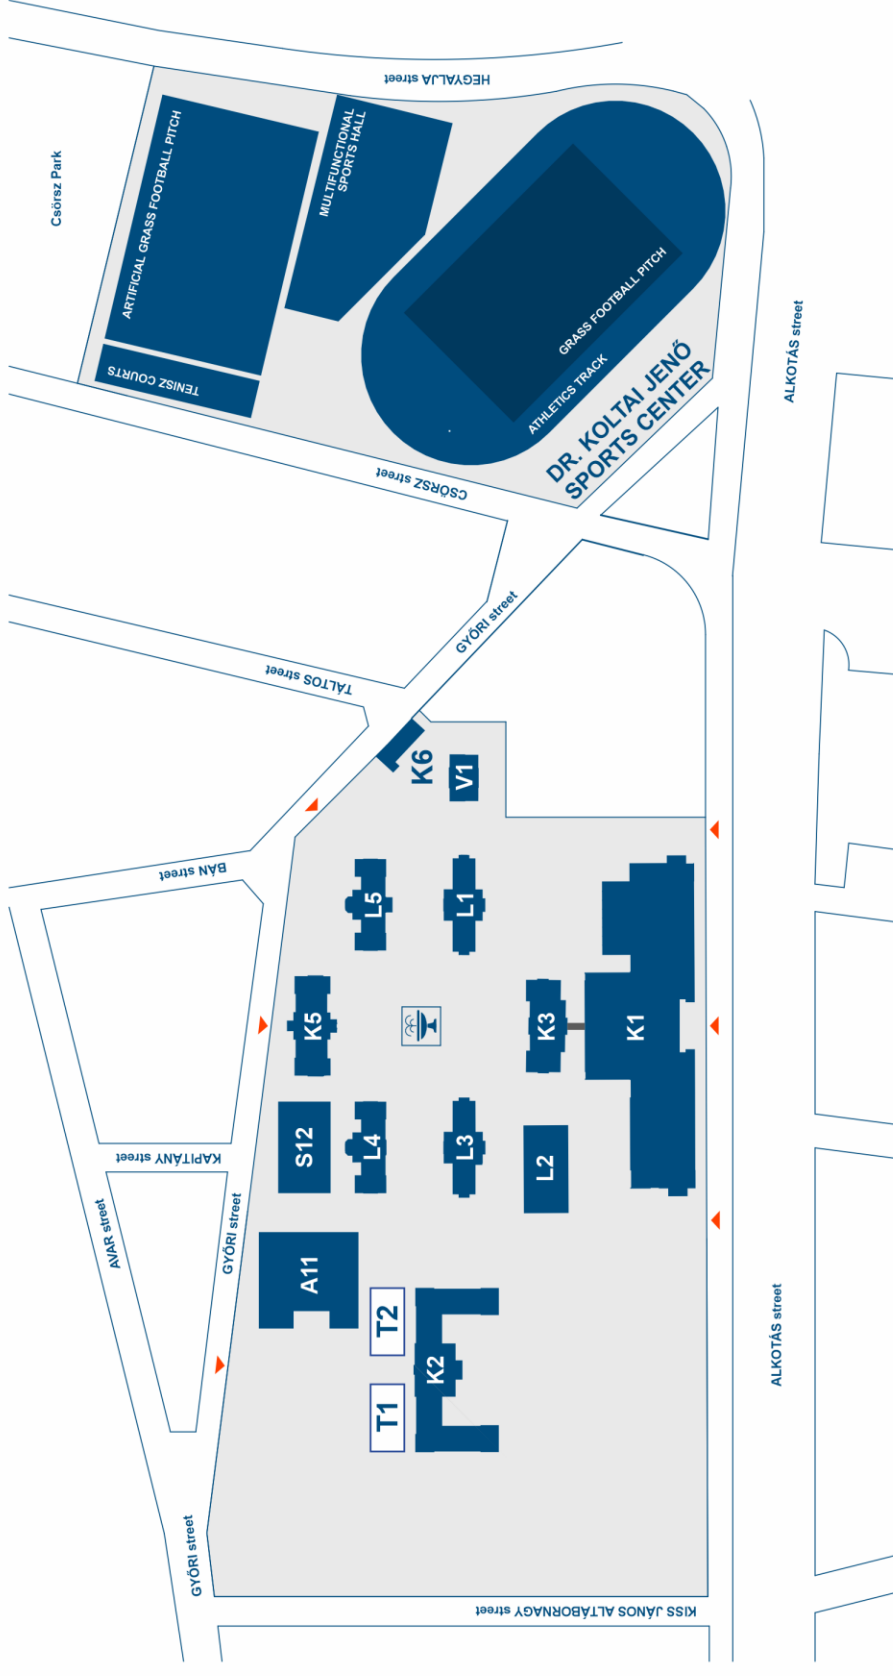 HEGYALJA street
Csörsz Park
ARTIFICIAL GRASS FOOTBALL PITCH
MULTIFUNCTIONAL
SPORTS HALL
TENISZ COURTS
GRASS FOOTBALL PITCH
ATHLETICS TRACK
DR. KOLTAI JENŐ
SPORTS CENTER
ALKOTÁS street
CSÖRSZ street
GYŐRI street
TÁLTOS street
K6
V1
BÁN street
L5
L1
K5
K3
K1
S12
L4
L3
L2
KAPITÁNY street
AVAR street
GYŐRI street
A11
T2
K2
T1
ALKOTÁS street
GYŐRI street
KISS JÁNOS ALTÁBORNAGY street